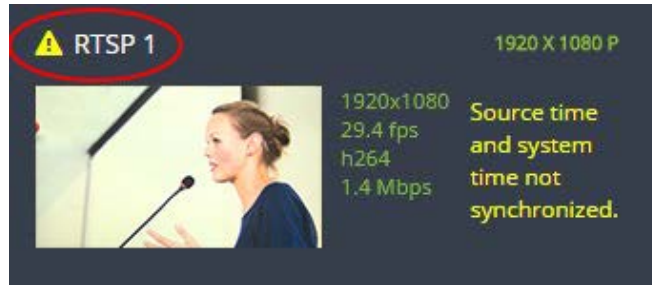 RTSP 1
1920 X 1080 P
1920x1080
29.4 fps
h264
1.4 Mbps
Source time
and system
time not
synchronized.